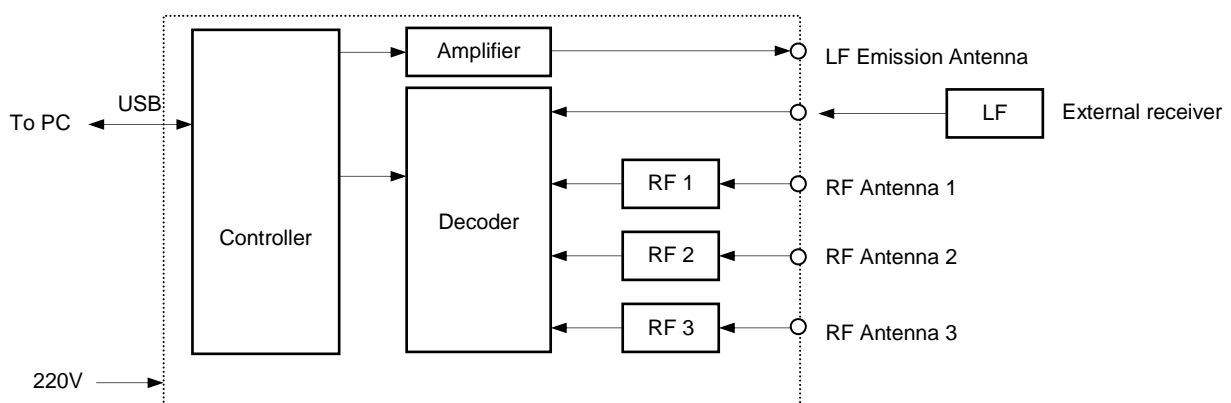 Amplifier
LF Emission Antenna
USB
To PC
LF
External receiver
RF 1
RF Antenna 1
Controller
Decoder
RF 2
RF Antenna 2
RF 3
RF Antenna 3
220V